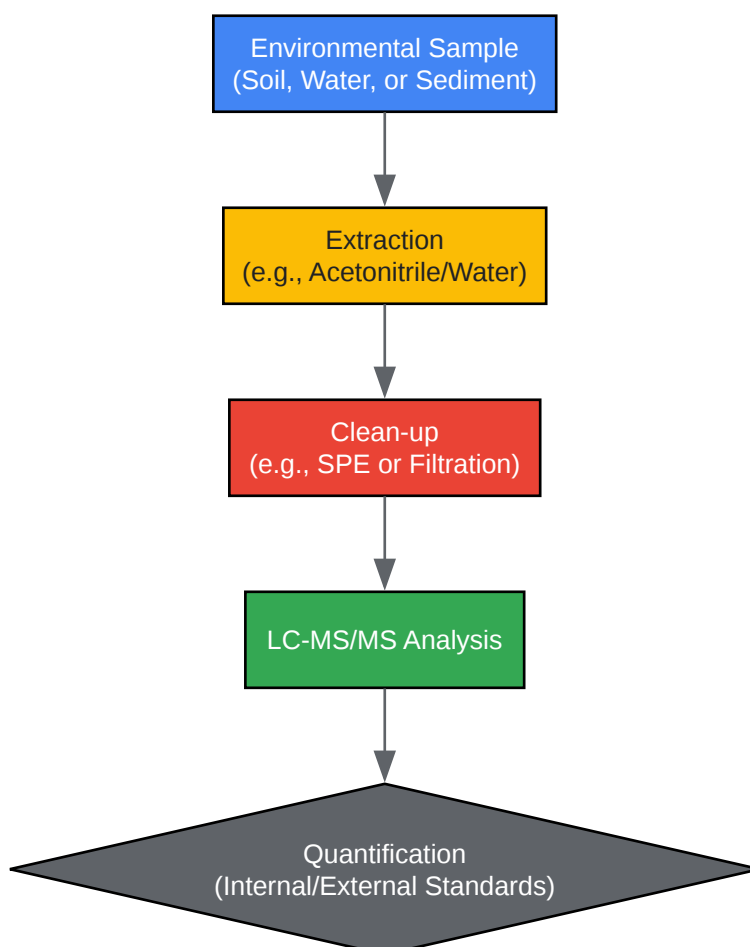 Environmental Sample
(Soil, Water, or Sediment)
Extraction
(e.g., Acetonitrile/Water)
Clean-up
(e.g., SPE or Filtration)
LC-MS/MS Analysis
Quantification
(Internal/External Standards)